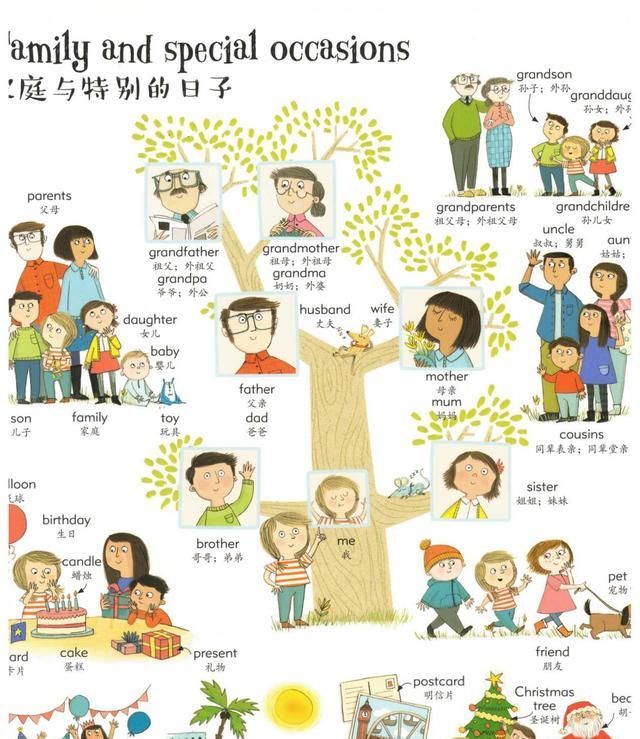 family and special occasions
家庭与特别的日子
grandson
孙子；外孙
granddaug
孙女；外孙
parents
父母
grandfather
祖父；外祖父
grandpa
爷爷；外公
grandmother
祖母；外祖母
grandma
奶奶；外婆
grandparents
祖父母；外祖父母
grandchildre
孙儿女
uncle
叔叔；舅舅
aun
姑姑；
husband
丈夫
wife
妻子
daughter
女儿
baby
婴儿
father
父亲
dad
爸爸
mother
母亲
mum
妈妈
son
儿子
family
家庭
toy
玩具
cousins
同辈表亲；同辈堂亲
lloon
气球
sister
姐姐；妹妹
birthday
生日
brother
哥哥；弟弟
me
我
candle
蜡烛
pet
宠物
ard
卡片
cake
蛋糕
present
礼物
friend
朋友
postcard
明信片
Christmas
tree
圣诞树
bea
胡